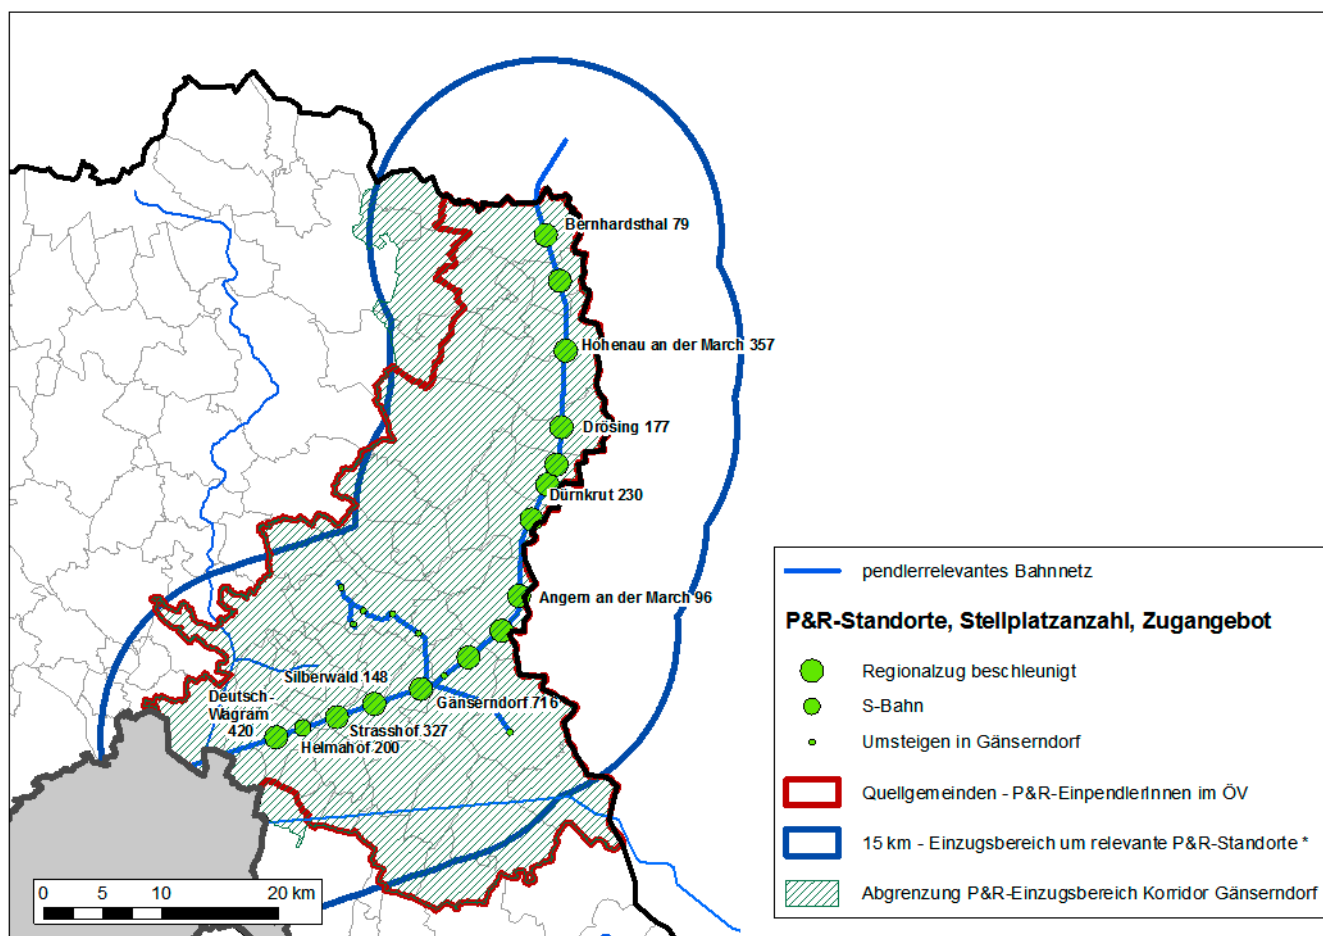 Bernhardsthal 79
Hohenau an der March 357
Drösing 177
Dürnkrut 230
Angern an der March 96
Silberwald 148
Deutsch-
Wagram
420
Gänserndorf 716
Strasshof 327
Helmahof 200
0 5 10 20 km
pendlerrelevantes Bahnnetz
P&R-Standorte, Stellplatzanzahl, Zugangebot
Regionalzug beschleunigt
S-Bahn
Umsteigen in Gänserndorf
Quellgemeinden - P&R-EinpendlerInnen im ÖV
15 km - Einzugsbereich um relevante P&R-Standorte *
Abgrenzung P&R-Einzugsbereich Korridor Gänserndorf